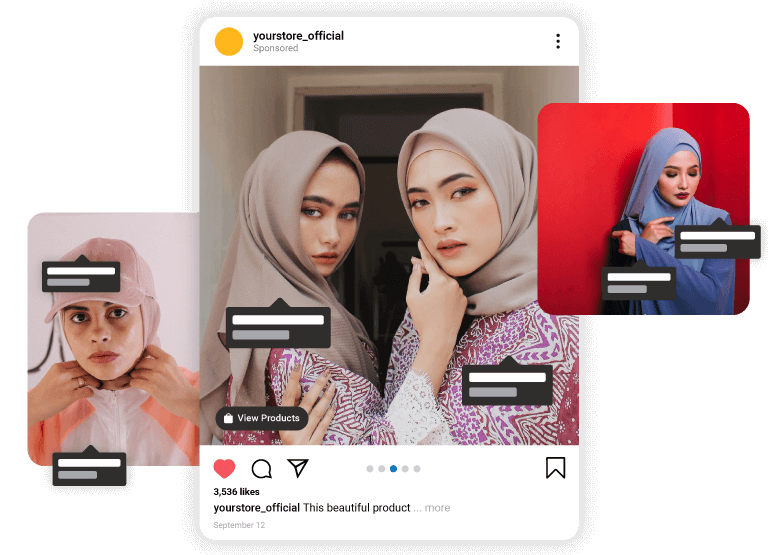 yourstore_official
Sponsored
View Products
3,536 likes
yourstore_official This beautiful product ... more
September 12